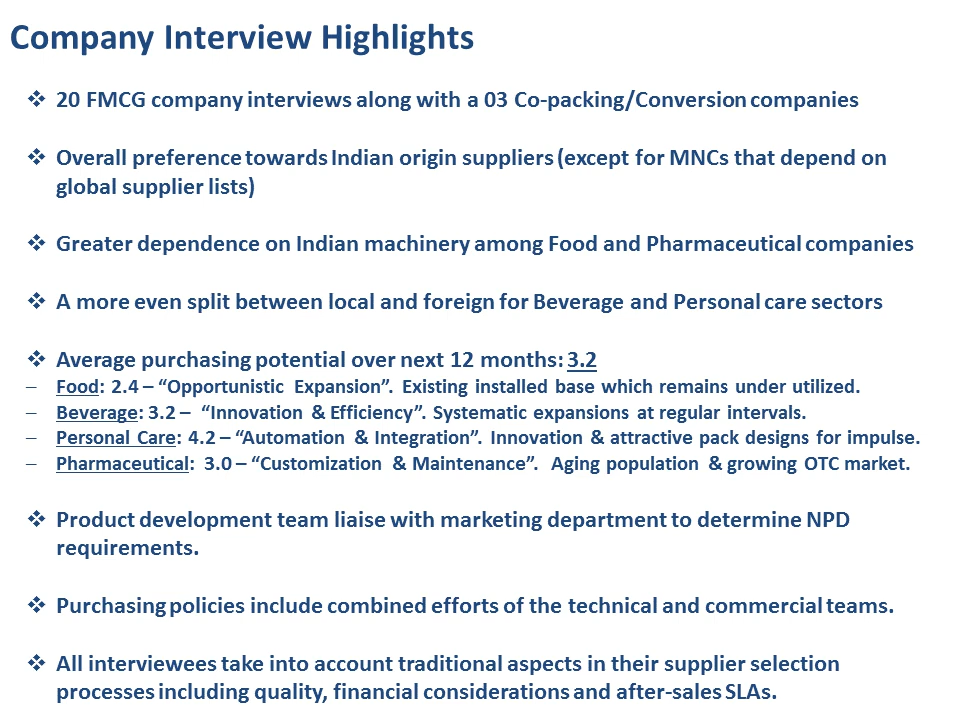 Company Interview Highlights
❖ 20 FMCG company interviews along with a 03 Co-packing/Conversion companies
❖ Overall preference towards Indian origin suppliers (except for MNCs that depend on
global supplier lists)
❖ Greater dependence on Indian machinery among Food and Pharmaceutical companies
❖ A more even split between local and foreign for Beverage and Personal care sectors
❖ Average purchasing potential over next 12 months: 3.2
– Food: 2.4 – “Opportunistic Expansion”. Existing installed base which remains under utilized.
– Beverage: 3.2 – “Innovation & Efficiency”. Systematic expansions at regular intervals.
– Personal Care: 4.2 – “Automation & Integration”. Innovation & attractive pack designs for impulse.
– Pharmaceutical: 3.0 – “Customization & Maintenance”. Aging population & growing OTC market.
❖ Product development team liaise with marketing department to determine NPD
requirements.
❖ Purchasing policies include combined efforts of the technical and commercial teams.
❖ All interviewees take into account traditional aspects in their supplier selection
processes including quality, financial considerations and after-sales SLAs.